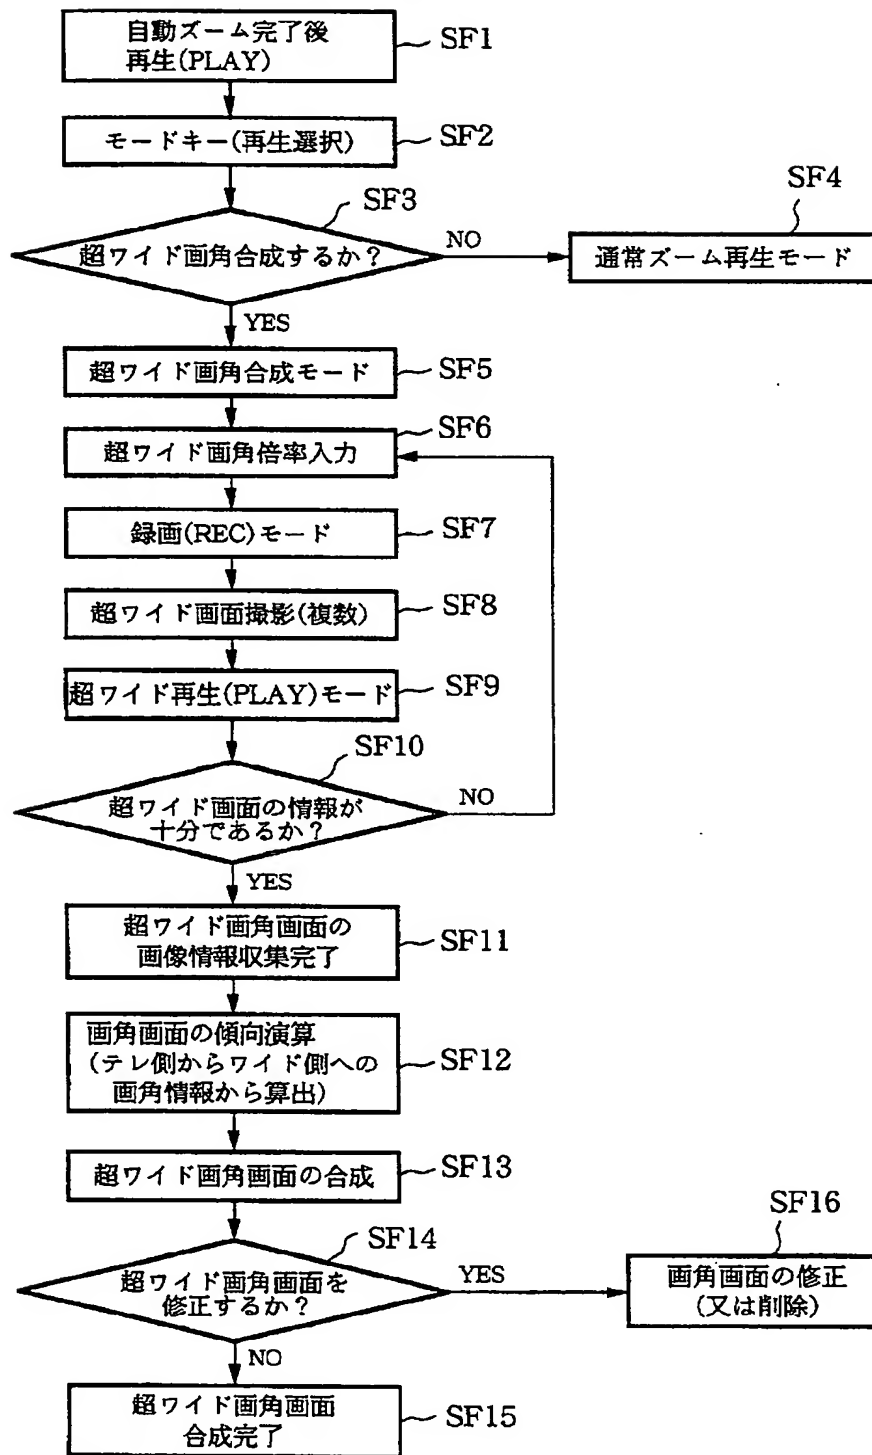 自動ズーム完了後
再生(PLAY)
SF1
モードキー(再生選択)
SF2
SF3
超ワイド画角合成するか?
NO
SF4
通常ズーム再生モード
YES
超ワイド画角合成モード
SF5
SF6
超ワイド画角倍率入力
録画(REC)モード
SF7
超ワイド画面撮影(複数)
SF8
超ワイド再生(PLAY)モード
SF9
SF10
超ワイド画面の情報が
十分であるか?
NO
YES
超ワイド画角画面の
画像情報収集完了
SF11
画角画面の傾向演算
(テレ側からワイド側への
画角情報から算出)
SF12
超ワイド画角画面の合成
SF13
SF14
超ワイド画角画面を
修正するか?
YES
SF16
画角画面の修正
(又は削除)
NO
超ワイド画角画面
合成完了
SF15